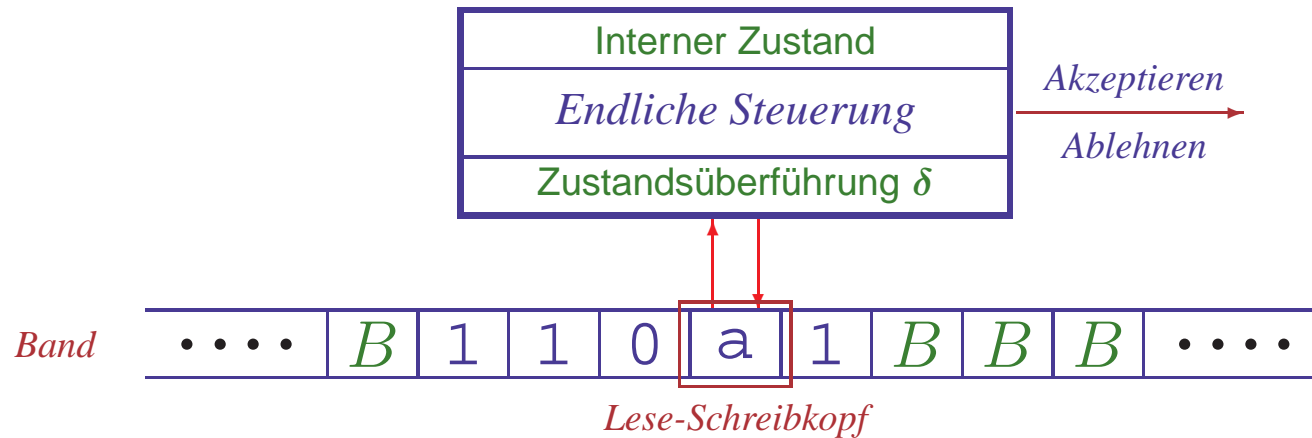 Interner Zustand
Endliche Steuerung
Zustandsüberführung δ
Akzeptieren
Ablehnen
Band
. . . . B 1 1 0 a 1 B B B . . . .
Lese-Schreibkopf